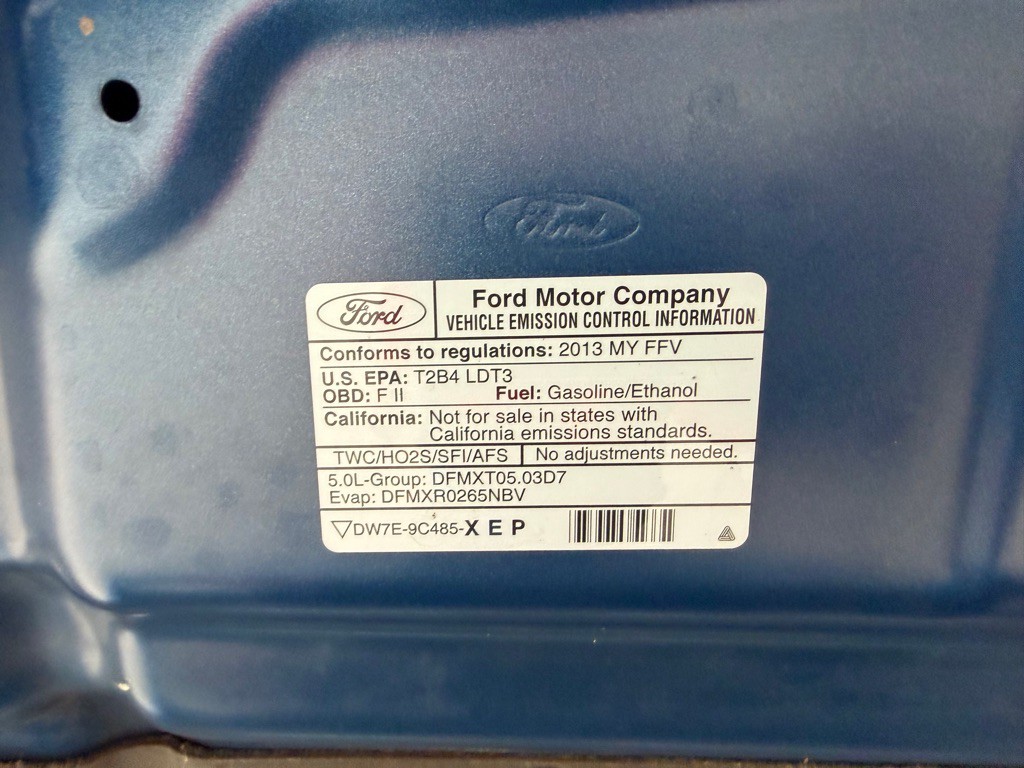 Ford
Ford
Ford Motor Company
VEHICLE EMISSION CONTROL INFORMATION
Conforms to regulations: 2013 MY FFV
U.S. EPA: T2B4 LDT3
OBD: F II Fuel: Gasoline/Ethanol
California: Not for sale in states with
California emissions standards.
TWC/HO2S/SFI/AFS No adjustments needed.
5.0L-Group: DFMXT05.03D7
Evap: DFMXR0265NBV
▽DW7E-9C485-X E P